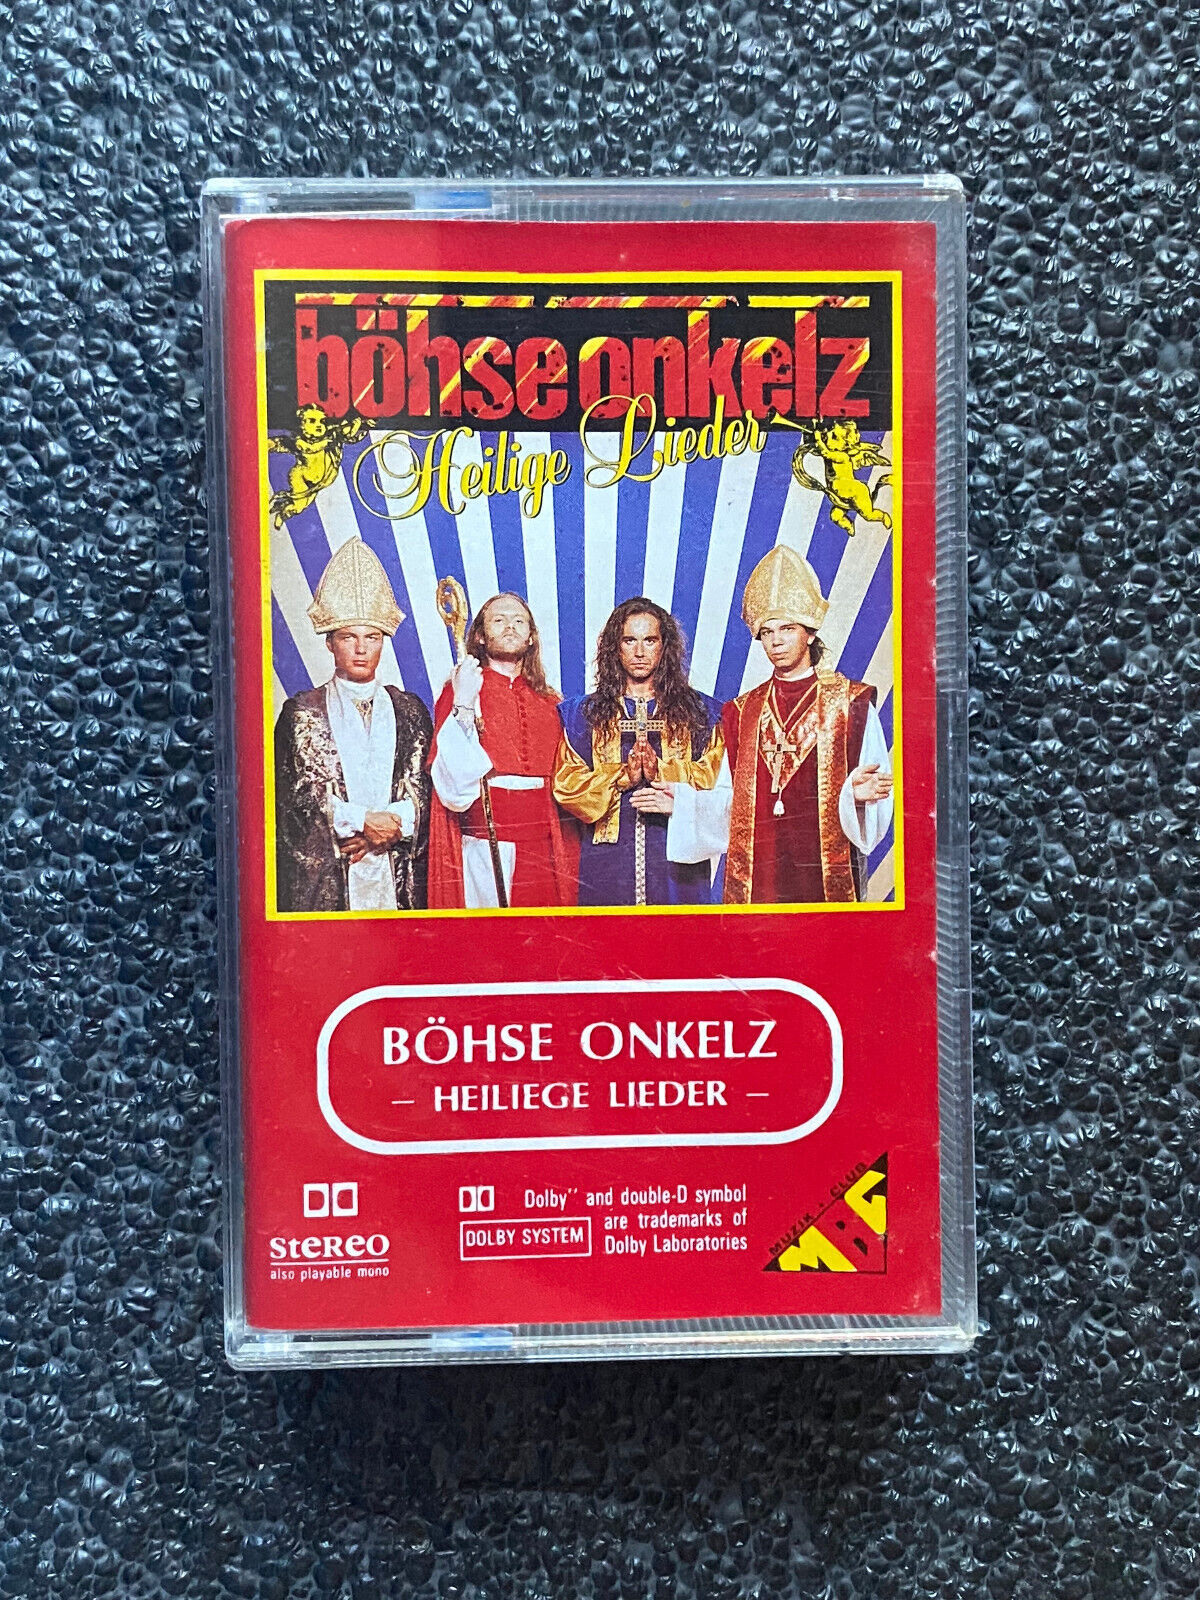 böhse onkelz
Heilige Lieder
BÖHSE ONKELZ
– HEILIEGE LIEDER –
STEREO
also playable mono
DOLBY SYSTEM
Dolby" and double-D symbol
are trademarks of
Dolby Laboratories
MUZIK + CLUB
MBC